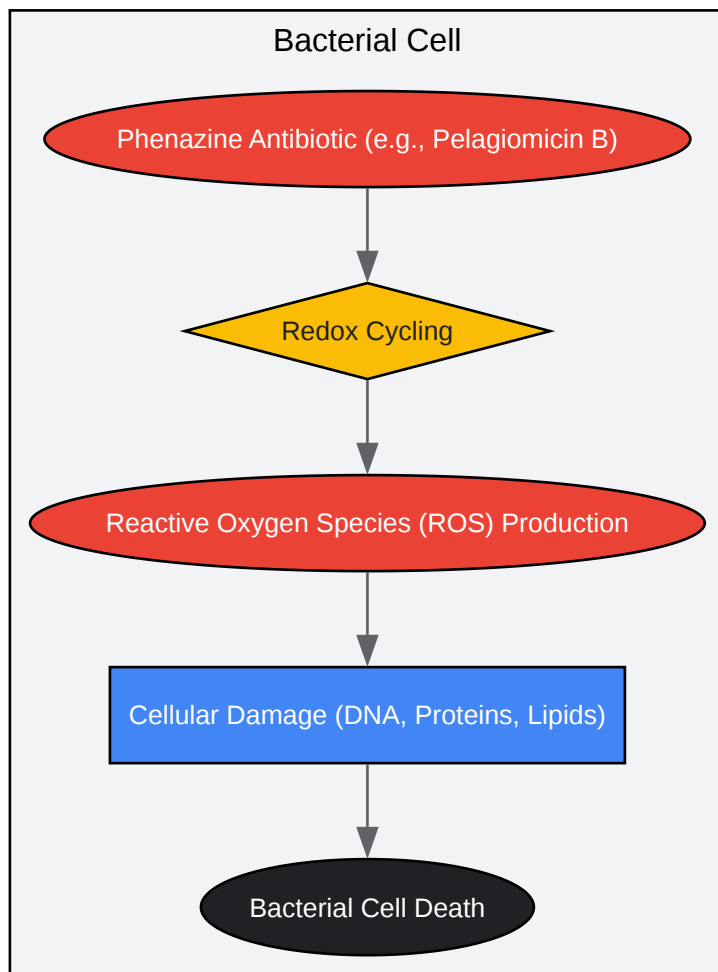 Bacterial Cell
Phenazine Antibiotic (e.g., Pelagiomicin B)
Redox Cycling
Reactive Oxygen Species (ROS) Production
Cellular Damage (DNA, Proteins, Lipids)
Bacterial Cell Death